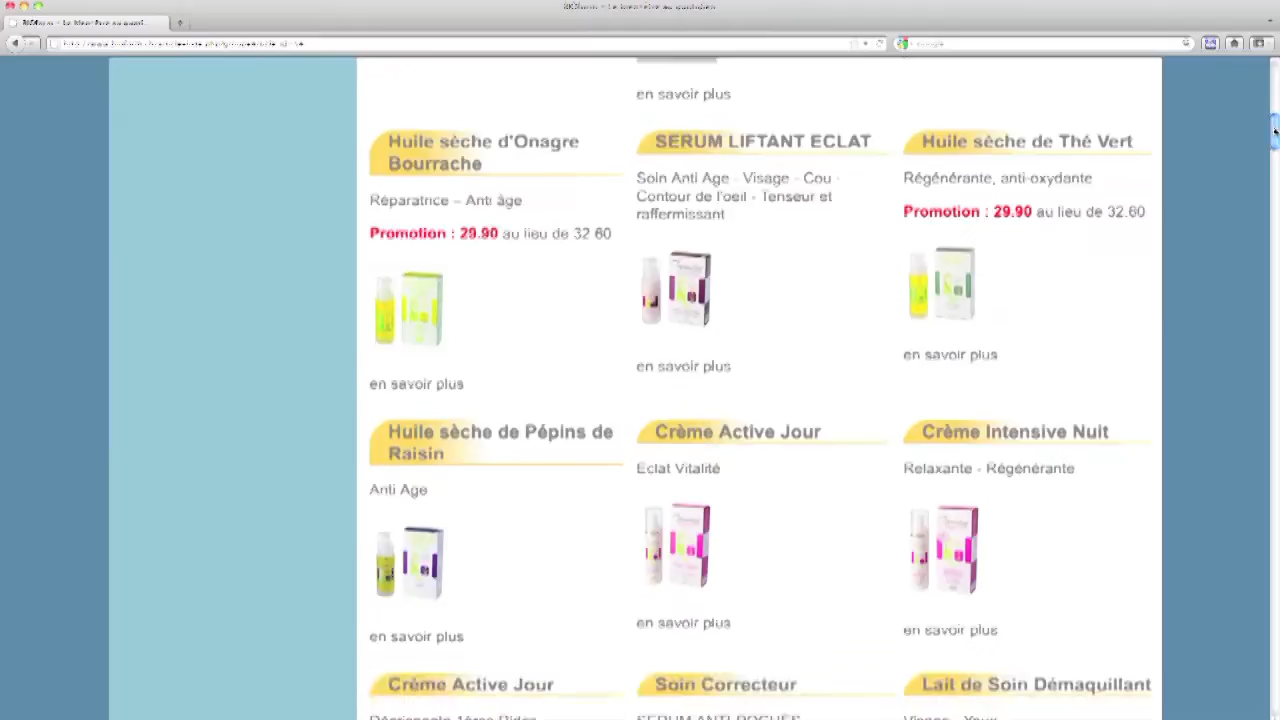 en savoir plus
Huile sèche d'Onagre
Bourrache
Réparatrice – Anti âge
Promotion : 29.90 au lieu de 32 60
en savoir plus
SERUM LIFTANT ECLAT
Soin Anti Age - Visage - Cou -
Contour de l'oeil - Tenseur et
raffermissant
en savoir plus
Huile sèche de Thé Vert
Régénérante, anti-oxydante
Promotion : 29.90 au lieu de 32.60
en savoir plus
Huile sèche de Pépins de
Raisin
Anti Age
en savoir plus
Crème Active Jour
Eclat Vitalité
en savoir plus
Crème Intensive Nuit
Relaxante - Régénérante
en savoir plus
Crème Active Jour
Soin Correcteur
Lait de Soin Démaquillant